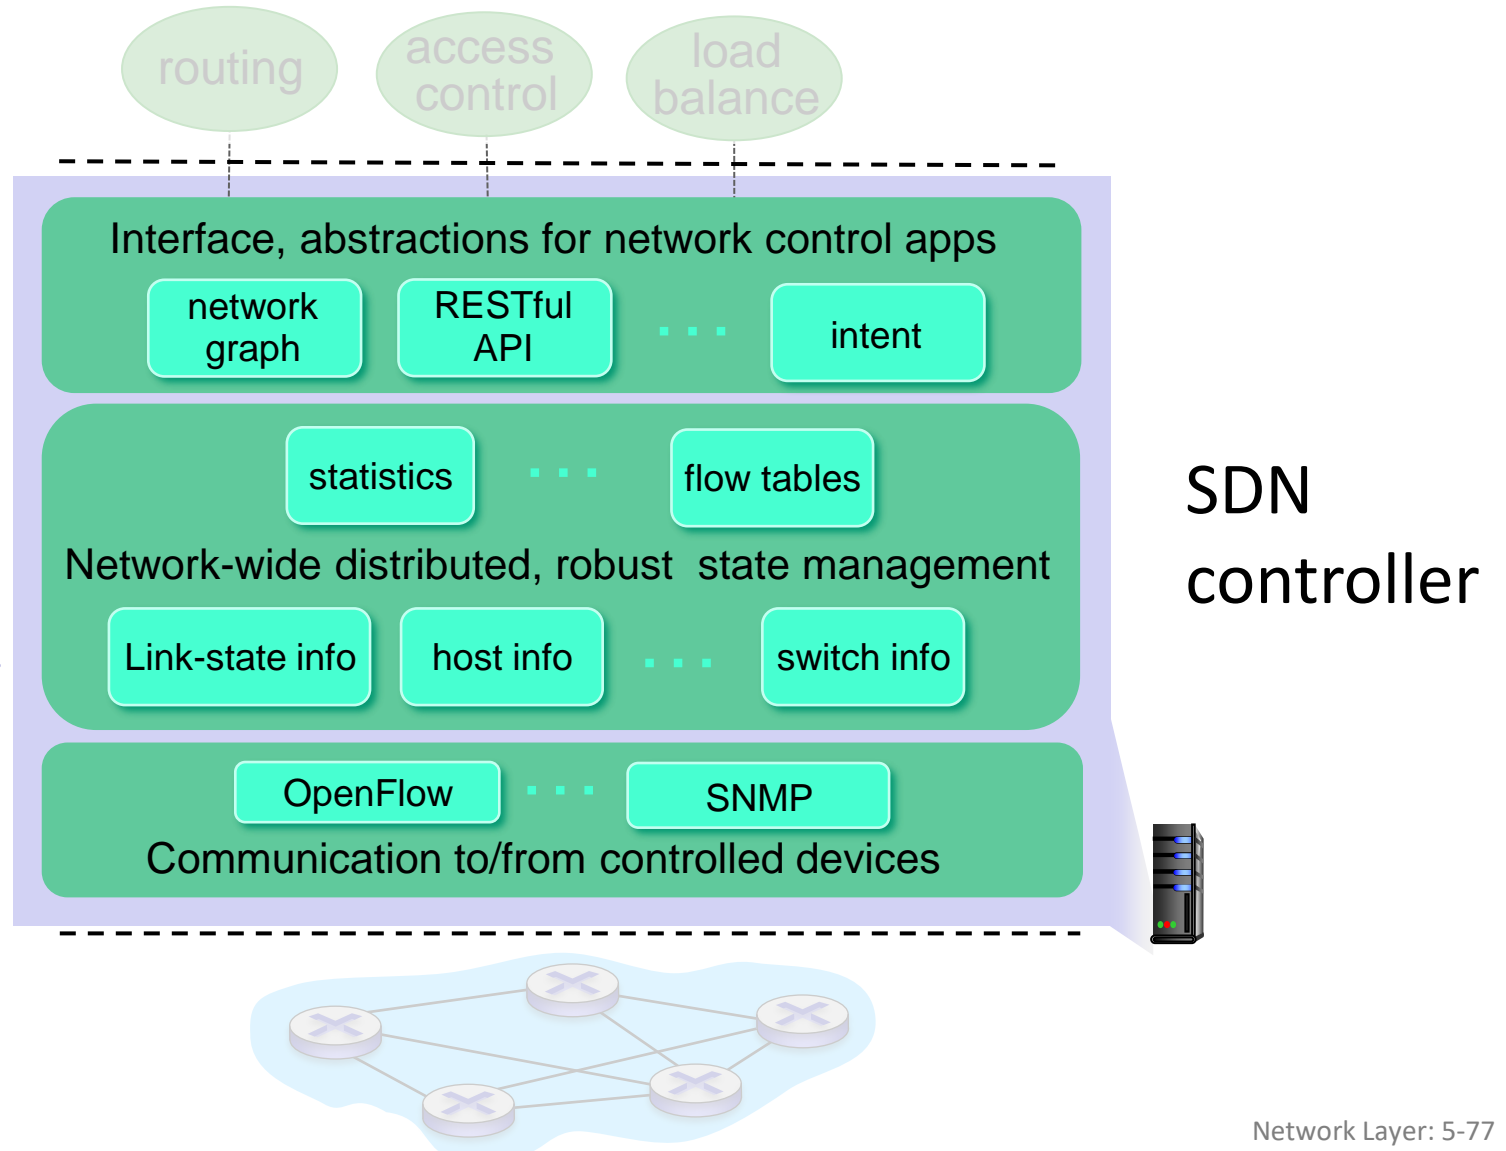 routing
access
control
load
balance
Interface, abstractions for network control apps
network
graph
RESTful
API
. . .
intent
statistics
. . .
flow tables
Network-wide distributed, robust  state management
Link-state info
host info
. . .
switch info
OpenFlow
. . .
SNMP
Communication to/from controlled devices
SDN
controller
Network Layer: 5-77